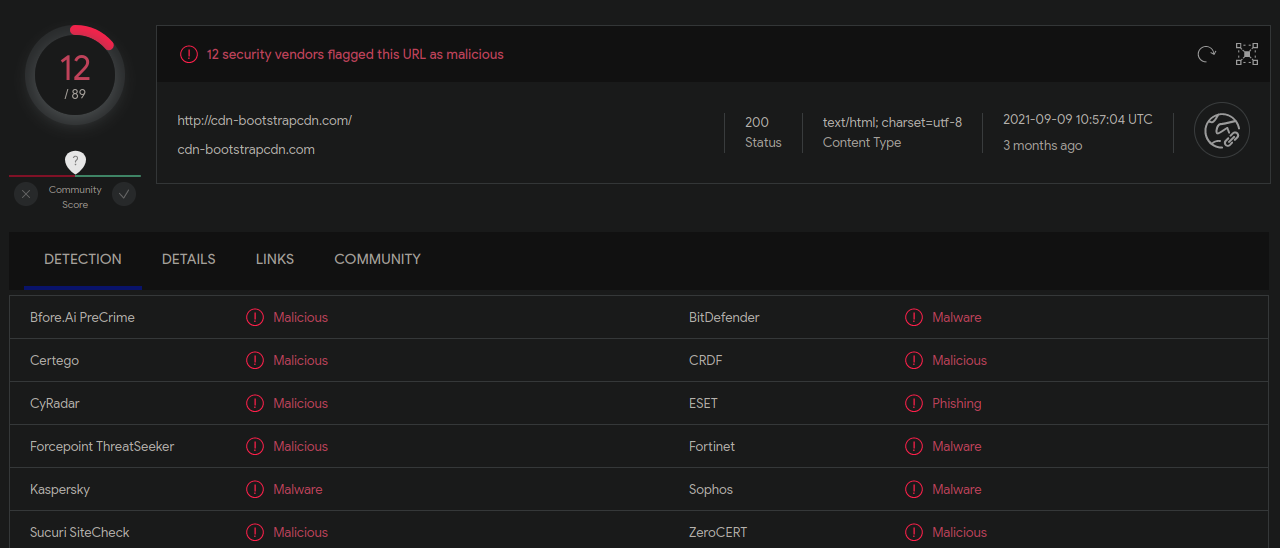 12
/ 89
?
Community
Score
12 security vendors flagged this URL as malicious
http://cdn-bootstrapcdn.com/
cdn-bootstrapcdn.com
200
Status
text/html; charset=utf-8
Content Type
2021-09-09 10:57:04 UTC
3 months ago
DETECTION DETAILS LINKS COMMUNITY
Bfore.Ai PreCrime Malicious BitDefender Malware
Certego Malicious CRDF Malicious
CyRadar Malicious ESET Phishing
Forcepoint ThreatSeeker Malicious Fortinet Malware
Kaspersky Malware Sophos Malware
Sucuri SiteCheck Malicious ZeroCERT Malicious